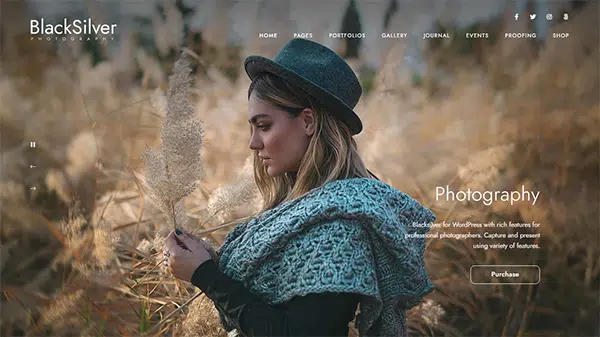 BlackSilver
PHOTOGRAPHY
HOME PAGES PORTFOLIOS GALLERY JOURNAL EVENTS PROOFING SHOP
Photography
Blacksilver for WordPress with rich features for
professional photographers. Capture and present
using variety of features.
Purchase